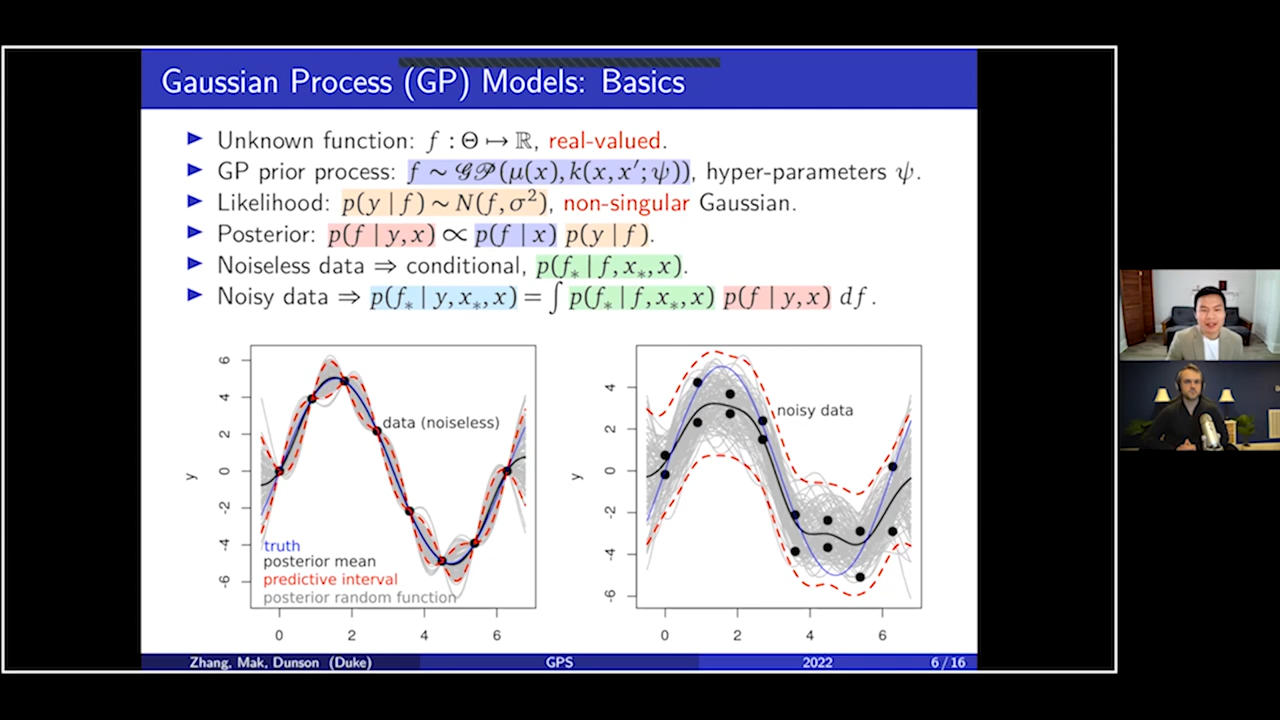 Gaussian Process (GP) Models: Basics
► Unknown function: f : Θ ↦ ℝ, real-valued.
► GP prior process: f ∼ 𝒢𝒫(μ(x), k(x, x′; ψ)), hyper-parameters ψ.
► Likelihood: p(y | f) ∼ N(f, σ²), non-singular Gaussian.
► Posterior: p(f | y, x) ∝ p(f | x) p(y | f).
► Noiseless data ⇒ conditional, p(f∗ | f, x∗, x).
► Noisy data ⇒ p(f∗ | y, x∗, x) = ∫ p(f∗ | f, x∗, x) p(f | y, x) df.
6
4
2
0
-2
-4
-6
y
data (noiseless)
truth
posterior mean
predictive interval
posterior random function
0 2 4 6
4
2
0
-2
-4
-6
y
noisy data
0 2 4 6
Zhang, Mak, Dunson (Duke) GPS 2022 6 / 16